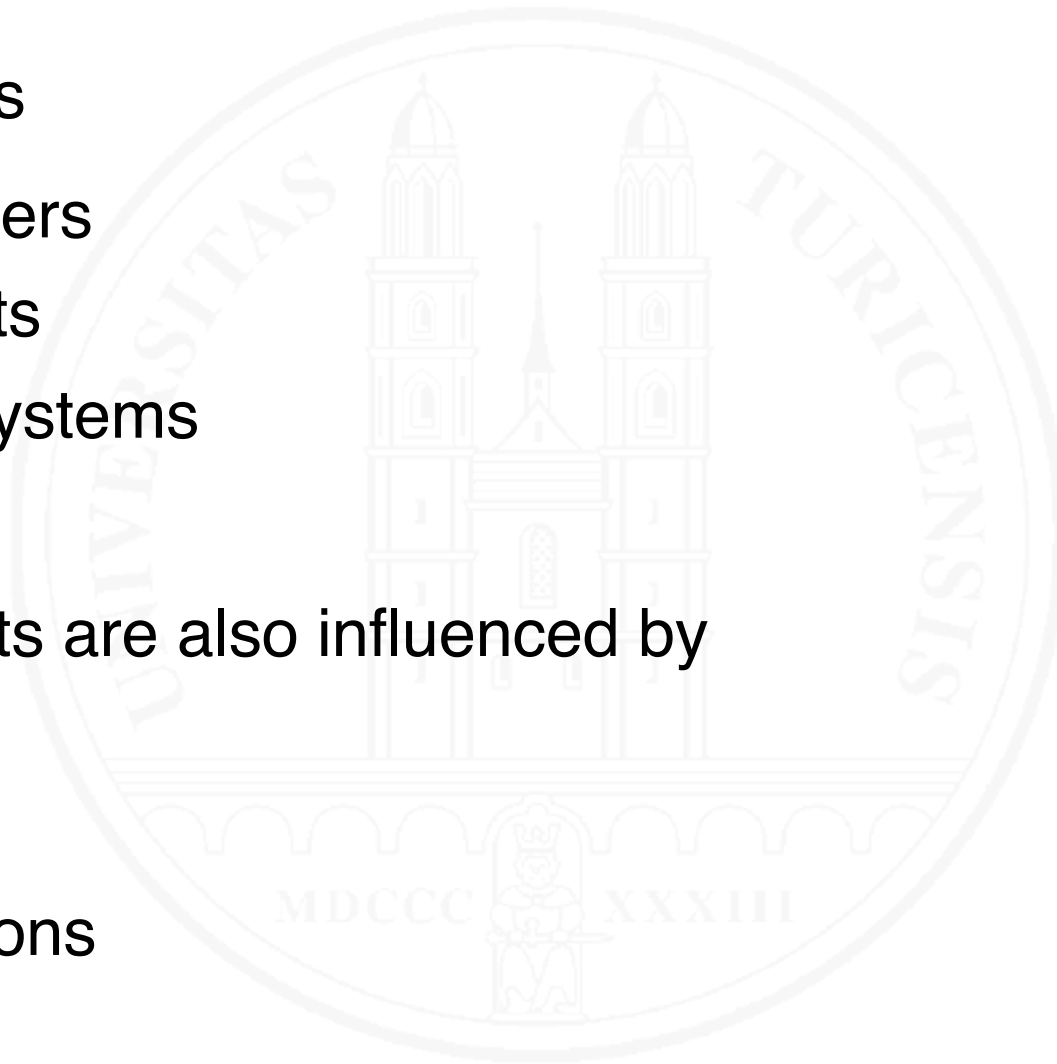 s
ers
ts
ystems
ts are also influenced by
ons
UNIVERSITAS TURICENSIS
MDCCC XXXIII